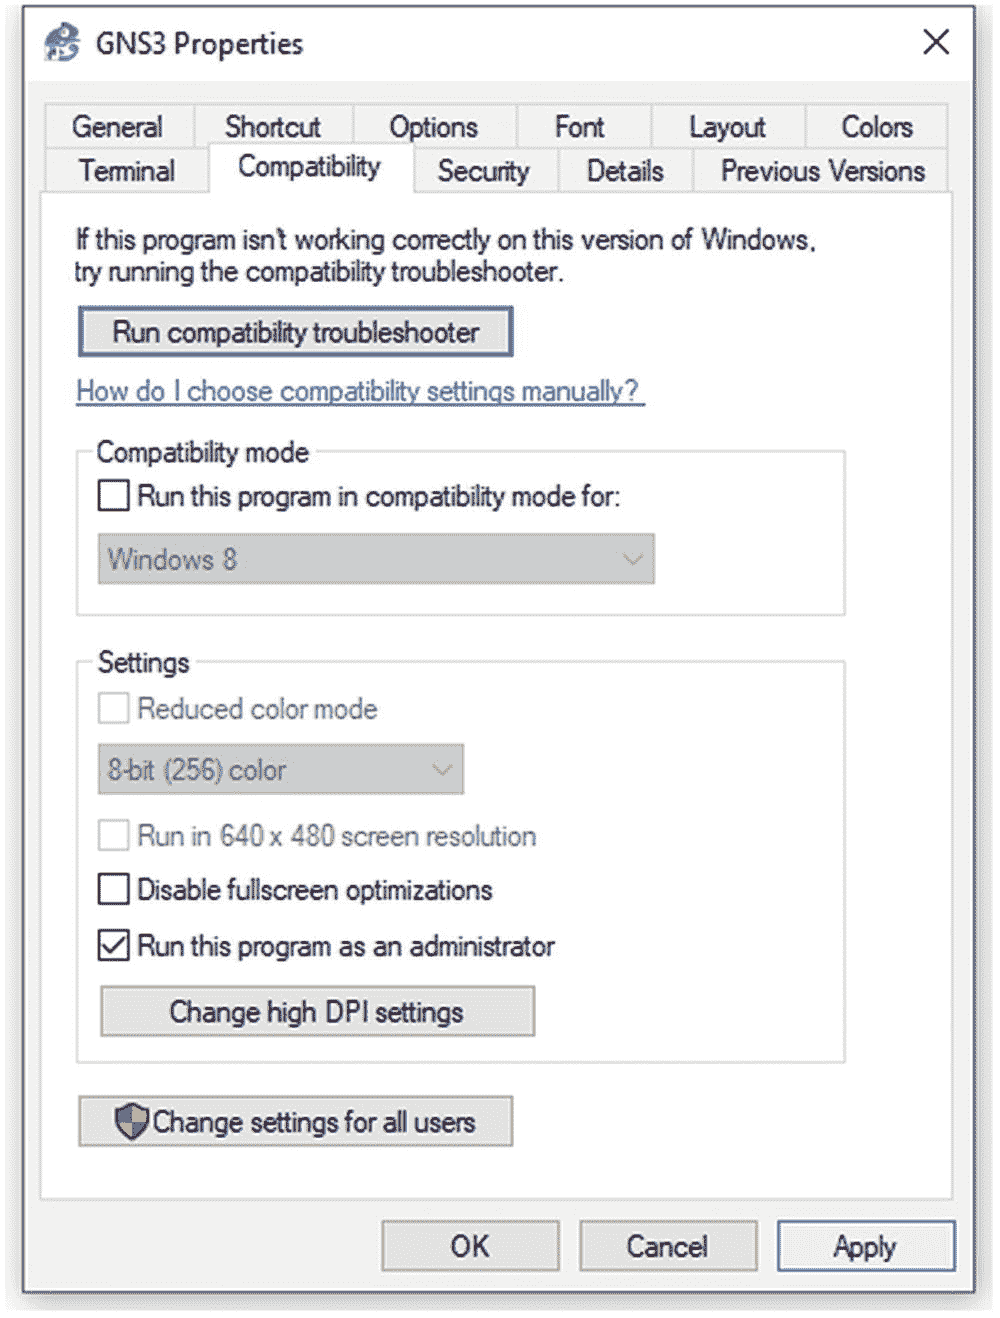 GNS3 Properties
General Shortcut Options Font Layout Colors
Terminal Compatibility Security Details Previous Versions
If this program isn't working correctly on this version of Windows,
try running the compatibility troubleshooter.
Run compatibility troubleshooter
How do I choose compatibility settings manually?
Compatibility mode
Run this program in compatibility mode for:
Windows 8
Settings
Reduced color mode
8-bit (256) color
Run in 640 x 480 screen resolution
Disable fullscreen optimizations
Run this program as an administrator
Change high DPI settings
Change settings for all users
OK Cancel Apply